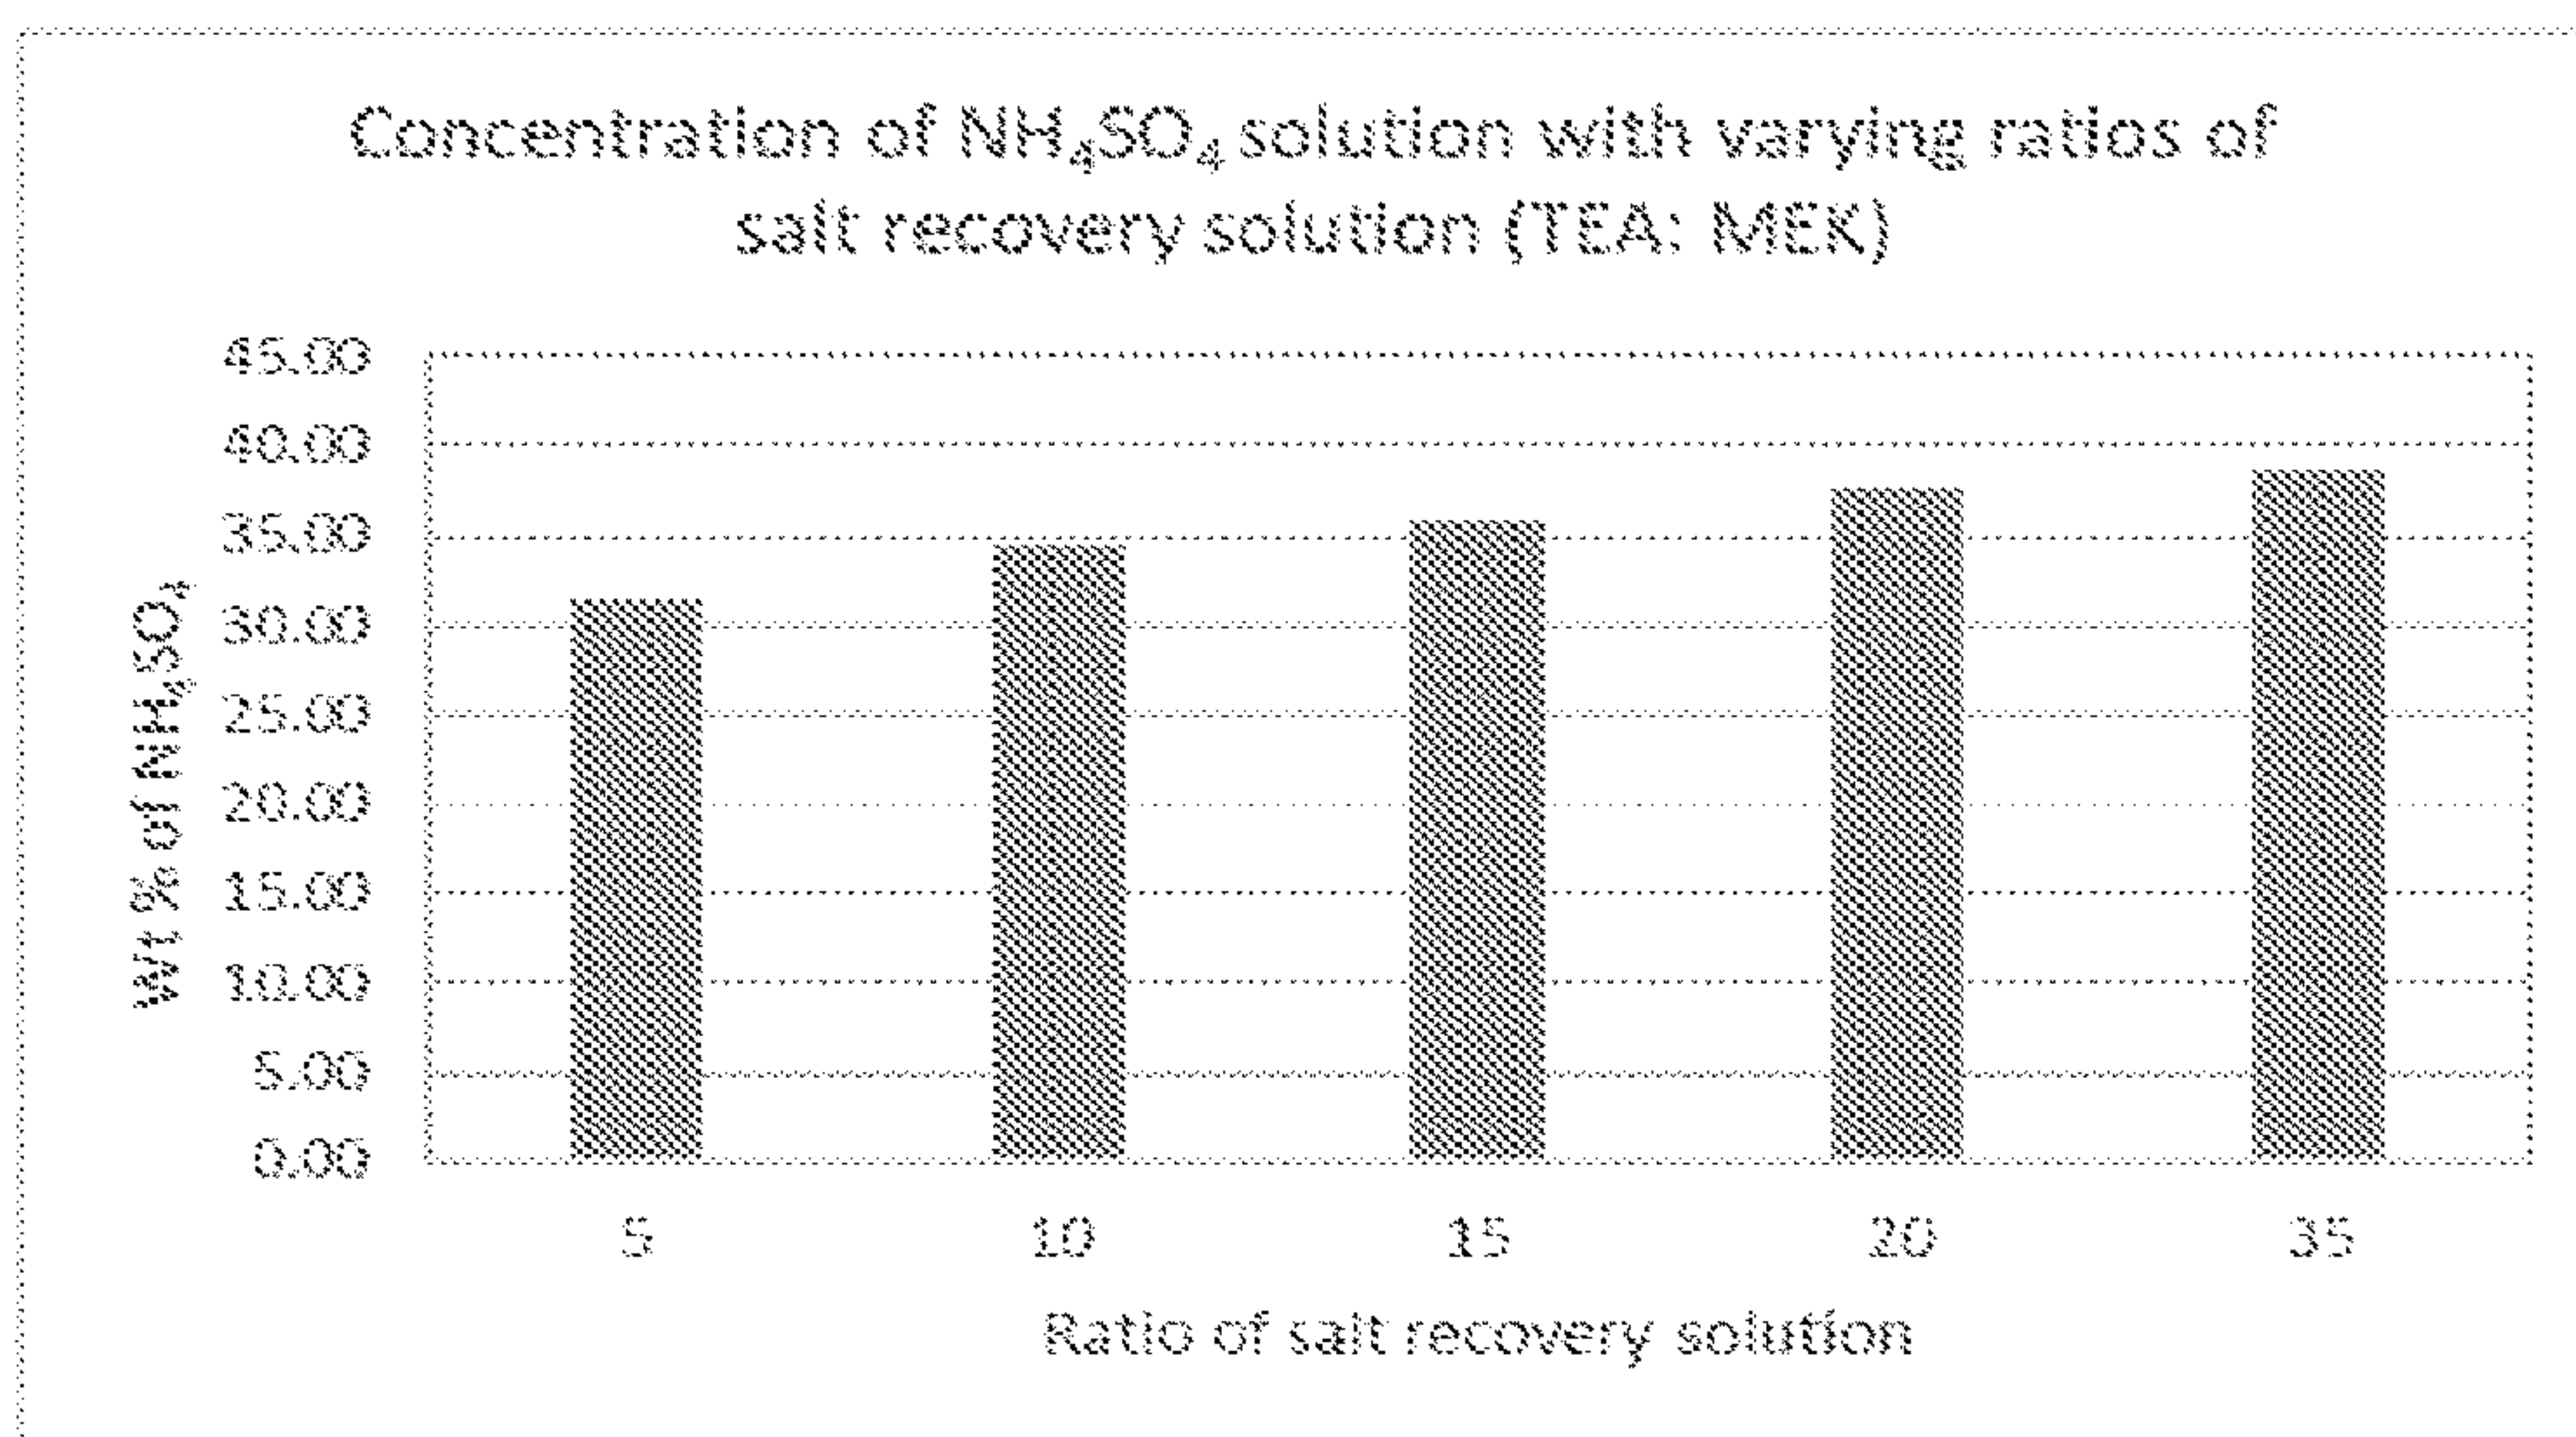 Concentration of NH₄SO₄ solution with varying ratios of
salt recovery solution (TEA: MEK)
45.00
40.00
35.00
30.00
25.00
20.00
15.00
10.00
5.00
0.00
Wt % of NH₄SO₄
5 10 15 20 35
Ratio of salt recovery solution